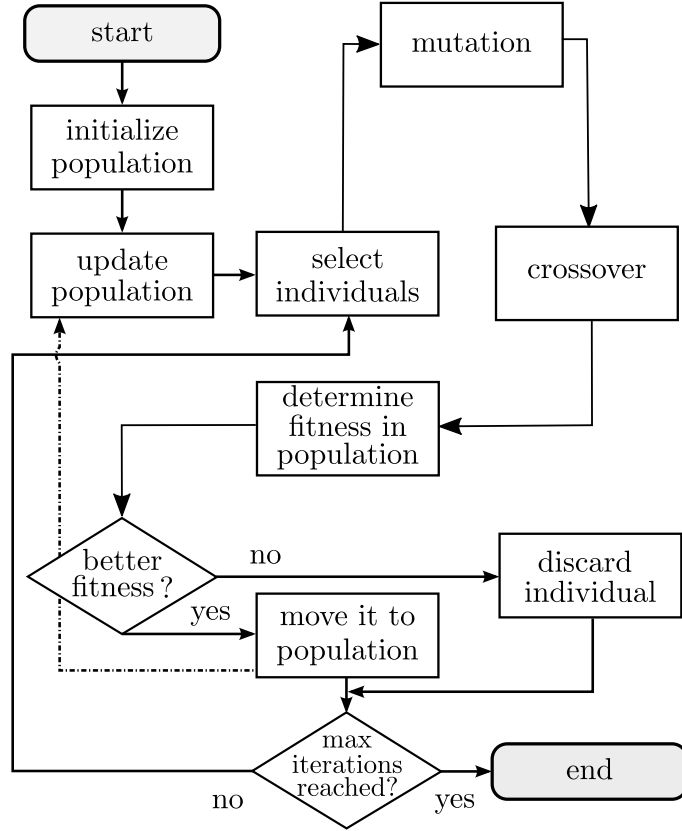 start
mutation
initialize
population
update
population
select
individuals
crossover
determine
fitness in
population
better
fitness ?
no
yes
discard
individual
move it to
population
max
iterations
reached?
no
yes
end